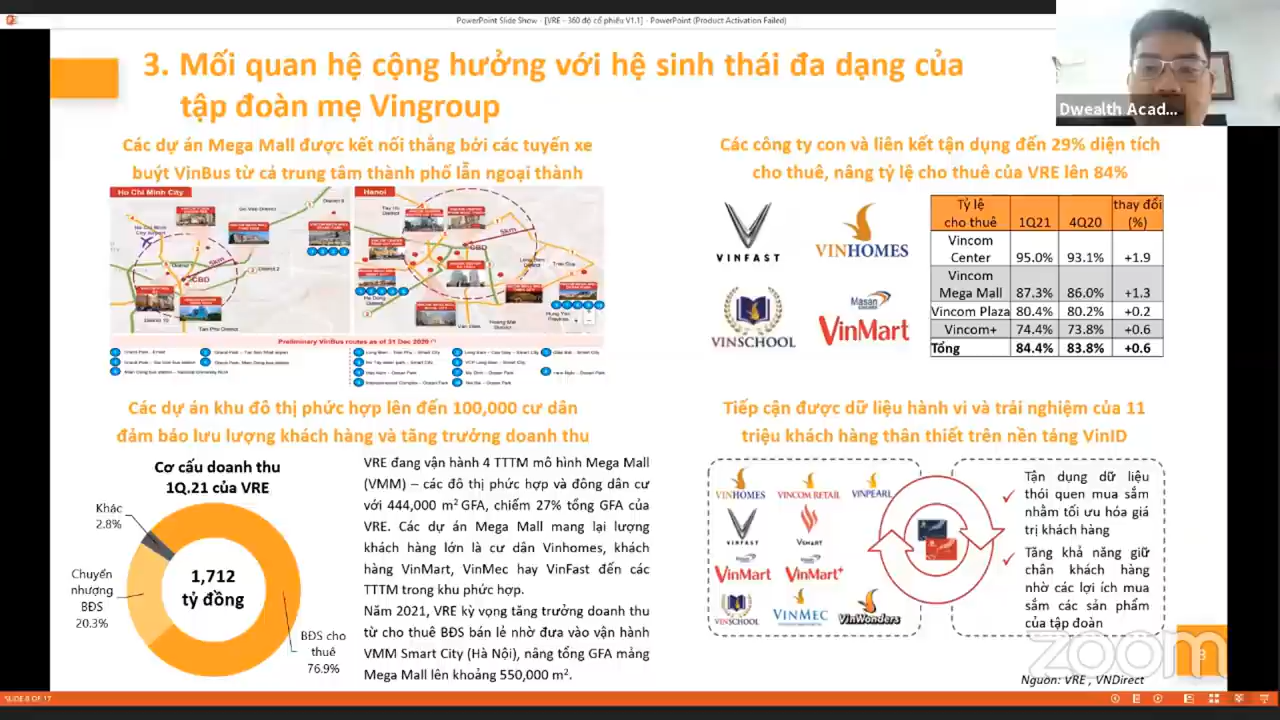 PowerPoint Slide Show - [VRE - 360 độ cổ phiếu V1.1] - PowerPoint (Product Activation Failed)
3. Mối quan hệ cộng hưởng với hệ sinh thái đa dạng của
tập đoàn mẹ Vingroup
Dwealth Acad...
Các dự án Mega Mall được kết nối thẳng bởi các tuyến xe
buýt VinBus từ cả trung tâm thành phố lẫn ngoại thành
Ho Chi Minh City
Hanoi
CBD
5km
CBD
5km
District 2
Tan Phu District
Preliminary VinBus routes as of 31 Dec 2020
Các công ty con và liên kết tận dụng đến 29% diện tích
cho thuê, nâng tỷ lệ cho thuê của VRE lên 84%
VINFAST
VINHOMES
VINSCHOOL
Masan
VinMart
Tỷ lệ cho thuê 1Q21 4Q20 thay đổi (%)
Vincom Center 95.0% 93.1% +1.9
Vincom Mega Mall 87.3% 86.0% +1.3
Vincom Plaza 80.4% 80.2% +0.2
Vincom+ 74.4% 73.8% +0.6
Tổng 84.4% 83.8% +0.6
Các dự án khu đô thị phức hợp lên đến 100,000 cư dân
đảm bảo lưu lượng khách hàng và tăng trưởng doanh thu
Cơ cấu doanh thu
1Q.21 của VRE
Khác
2.8%
Chuyển
nhượng
BĐS
20.3%
1,712
tỷ đồng
BĐS cho
thuê
76.9%
VRE đang vận hành 4 TTTM mô hình Mega Mall
(VMM) – các đô thị phức hợp và đông dân cư
với 444,000 m² GFA, chiếm 27% tổng GFA của
VRE. Các dự án Mega Mall mang lại lượng
khách hàng lớn là cư dân Vinhomes, khách
hàng VinMart, VinMec hay VinFast đến các
TTTM trong khu phức hợp.
Năm 2021, VRE kỳ vọng tăng trưởng doanh thu
từ cho thuê BĐS bán lẻ nhờ đưa vào vận hành
VMM Smart City (Hà Nội), nâng tổng GFA mảng
Mega Mall lên khoảng 550,000 m².
Tiếp cận được dữ liệu hành vi và trải nghiệm của 11
triệu khách hàng thân thiết trên nền tảng VinID
VINHOMES
VINCOM RETAIL
VINPEARL
VINFAST
VSMART
VinMart
VinMart+
VINSCHOOL
VINMEC
VinWonders
Tận dụng dữ liệu
thói quen mua sắm
nhằm tối ưu hóa giá
trị khách hàng
Tăng khả năng giữ
chân khách hàng
nhờ các lợi ích mua
sắm các sản phẩm
của tập đoàn
zoom
Nguồn: VRE , VNDirect
SLIDE 8 OF 17